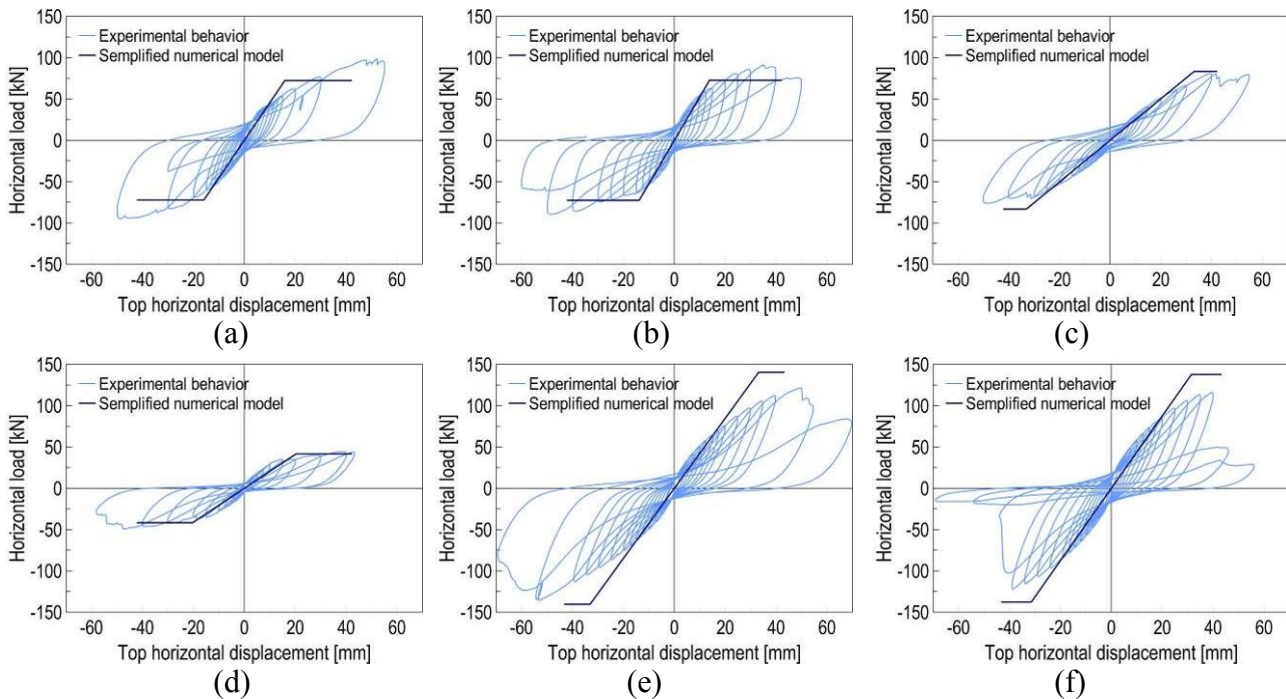 150
100
50
0
-50
-100
-150
Horizontal load [kN]
Experimental behavior
Semplified numerical model
-60 -40 -20 0 20 40 60
Top horizontal displacement [mm]
(a)
150
100
50
0
-50
-100
-150
Horizontal load [kN]
Experimental behavior
Semplified numerical model
-60 -40 -20 0 20 40 60
Top horizontal displacement [mm]
(b)
150
100
50
0
-50
-100
-150
Horizontal load [kN]
Experimental behavior
Semplified numerical model
-60 -40 -20 0 20 40 60
Top horizontal displacement [mm]
(c)
150
100
50
0
-50
-100
-150
Horizontal load [kN]
Experimental behavior
Semplified numerical model
-60 -40 -20 0 20 40 60
Top horizontal displacement [mm]
(d)
150
100
50
0
-50
-100
-150
Horizontal load [kN]
Experimental behavior
Semplified numerical model
-60 -40 -20 0 20 40 60
Top horizontal displacement [mm]
(e)
150
100
50
0
-50
-100
-150
Horizontal load [kN]
Experimental behavior
Semplified numerical model
-60 -40 -20 0 20 40 60
Top horizontal displacement [mm]
(f)